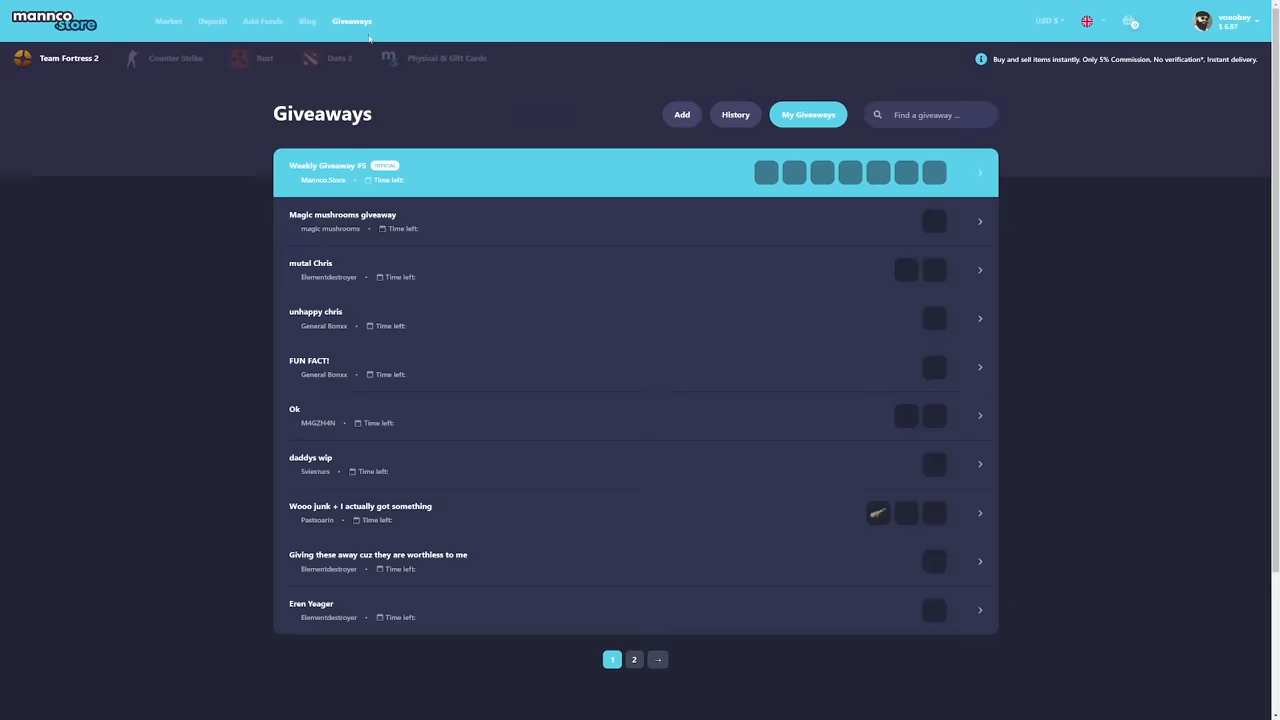 mannco
.store
Market Deposit Add Funds Blog Giveaways
USD $
0
voeobey
$ 6.87
Team Fortress 2 Counter Strike Rust Dota 2 Physical & Gift Cards
Buy and sell items instantly. Only 5% Commission, No verification*, Instant delivery.
Giveaways
Add History My Giveaways Find a giveaway ...
Weekly Giveaway #5 OFFICIAL
Mannco.Store • Time left:
Magic mushrooms giveaway
magic mushrooms • Time left:
mutal Chris
Elementdestroyer • Time left:
unhappy chris
General Bonxx • Time left:
FUN FACT!
General Bonxx • Time left:
Ok
M4GZH4N • Time left:
daddys wip
Sviesrurs • Time left:
Wooo junk + I actually got something
Pastsoarin • Time left:
Giving these away cuz they are worthless to me
Elementdestroyer • Time left:
Eren Yeager
Elementdestroyer • Time left:
1 2 →